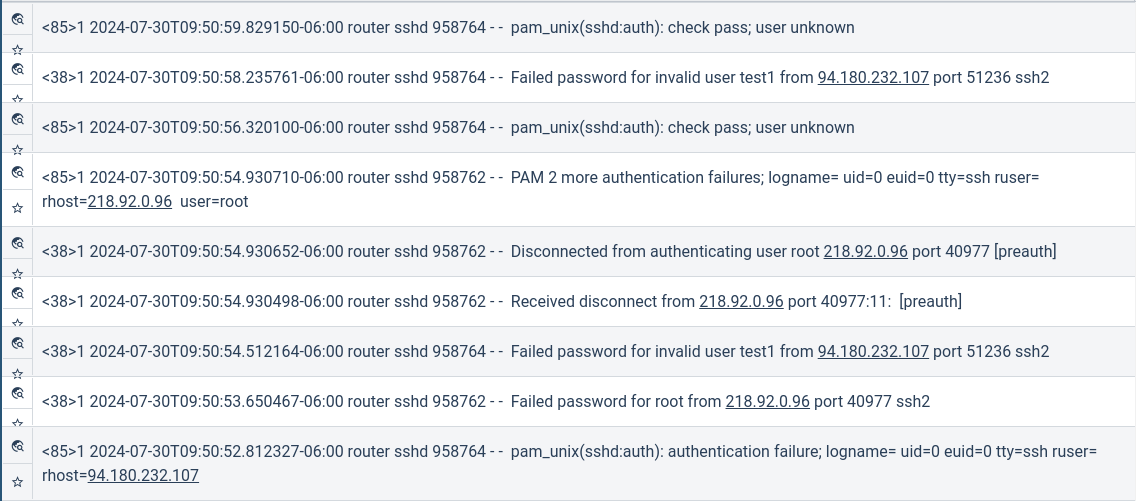 <85>1 2024-07-30T09:50:59.829150-06:00 router sshd 958764 - -  pam_unix(sshd:auth): check pass; user unknown
<38>1 2024-07-30T09:50:58.235761-06:00 router sshd 958764 - -  Failed password for invalid user test1 from 94.180.232.107 port 51236 ssh2
<85>1 2024-07-30T09:50:56.320100-06:00 router sshd 958764 - -  pam_unix(sshd:auth): check pass; user unknown
<85>1 2024-07-30T09:50:54.930710-06:00 router sshd 958762 - -  PAM 2 more authentication failures; logname= uid=0 euid=0 tty=ssh ruser=
rhost=218.92.0.96  user=root
<38>1 2024-07-30T09:50:54.930652-06:00 router sshd 958762 - -  Disconnected from authenticating user root 218.92.0.96 port 40977 [preauth]
<38>1 2024-07-30T09:50:54.930498-06:00 router sshd 958762 - -  Received disconnect from 218.92.0.96 port 40977:11:  [preauth]
<38>1 2024-07-30T09:50:54.512164-06:00 router sshd 958764 - -  Failed password for invalid user test1 from 94.180.232.107 port 51236 ssh2
<38>1 2024-07-30T09:50:53.650467-06:00 router sshd 958762 - -  Failed password for root from 218.92.0.96 port 40977 ssh2
<85>1 2024-07-30T09:50:52.812327-06:00 router sshd 958764 - -  pam_unix(sshd:auth): authentication failure; logname= uid=0 euid=0 tty=ssh ruser=
rhost=94.180.232.107